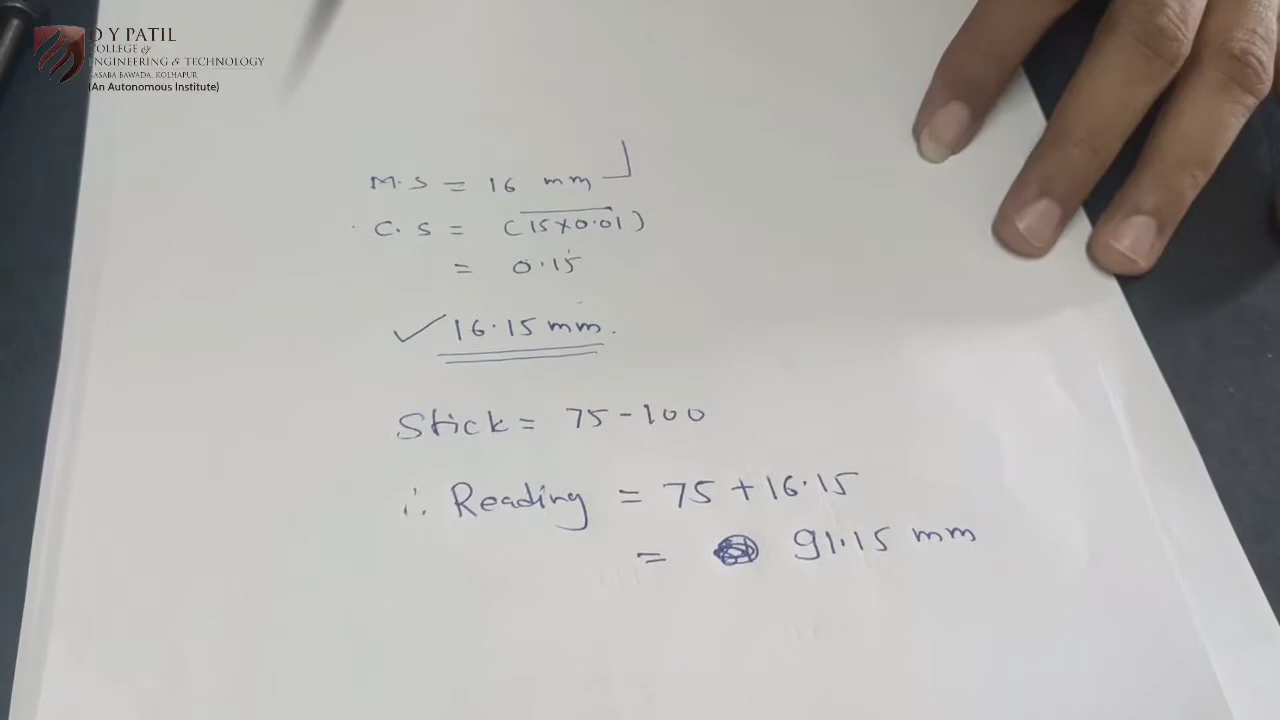 D Y PATIL
COLLEGE of
ENGINEERING & TECHNOLOGY
KASABA BAWADA, KOLHAPUR
(An Autonomous Institute)
M.S = 16 mm
C.S = (15×0.01)
= 0.15
✓ 16.15 mm.
Stick = 75-100
∴ Reading = 75 + 16.15
= 91.15 mm